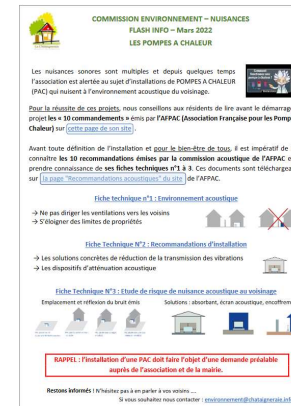 COMMISSION ENVIRONNEMENT – NUISANCES
FLASH INFO – Mars 2022
LES POMPES A CHALEUR
Les nuisances sonores sont multiples et depuis quelques temps
l'association est alertée au sujet d'installations de POMPES A CHALEUR
(PAC) qui nuisent à l'environnement acoustique du voisinage.
Pour la réussite de ces projets, nous conseillons aux résidents de lire avant le démarrage
projet les « 10 commandements » émis par l'AFPAC (Association Française pour les Pomp
Chaleur) sur cette page de son site .
Avant toute définition de l'installation et pour le bien-être de tous, il est impératif de
connaître les 10 recommandations émises par la commission acoustique de l'AFPAC e
prendre connaissance de ses fiches techniques n°1 à 3. Ces documents sont téléchargea
sur la page "Recommandations acoustiques" du site de l'AFPAC.
Fiche technique n°1 : Environnement acoustique
→ Ne pas diriger les ventilations vers les voisins
→ S'éloigner des limites de propriétés
Fiche Technique N°2 : Recommandations d'installation
→ Les solutions concrètes de réduction de la transmission des vibrations
→ Les dispositifs d'atténuation acoustique
Fiche Technique N°3 : Etude de risque de nuisance acoustique au voisinage
Emplacement et réflexion du bruit émis Solutions : absorbant, écran acoustique, encoffrem
RAPPEL : l'installation d'une PAC doit faire l'objet d'une demande préalable
auprès de l'association et de la mairie.
Restons informés ! N'hésitez pas à en parler à vos voisins ....
Si vous souhaitez nous contacter : environnement@chataigneraie.inf